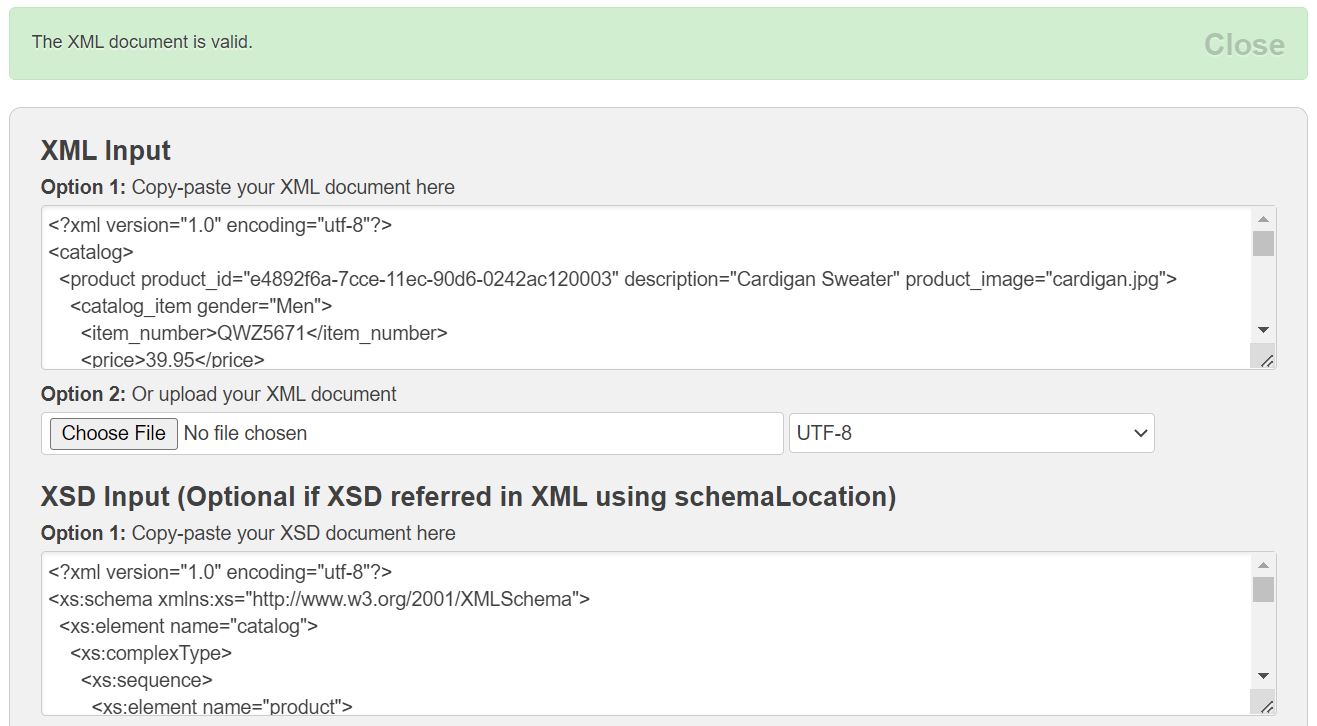 The XML document is valid.
Close
XML Input
Option 1: Copy-paste your XML document here
<?xml version="1.0" encoding="utf-8"?>
<catalog>
<product product_id="e4892f6a-7cce-11ec-90d6-0242ac120003" description="Cardigan Sweater" product_image="cardigan.jpg">
<catalog_item gender="Men">
<item_number>QWZ5671</item_number>
<price>39.95</price>
Option 2: Or upload your XML document
Choose File No file chosen
UTF-8
XSD Input (Optional if XSD referred in XML using schemaLocation)
Option 1: Copy-paste your XSD document here
<?xml version="1.0" encoding="utf-8"?>
<xs:schema xmlns:xs="http://www.w3.org/2001/XMLSchema">
<xs:element name="catalog">
<xs:complexType>
<xs:sequence>
<xs:element name="product">